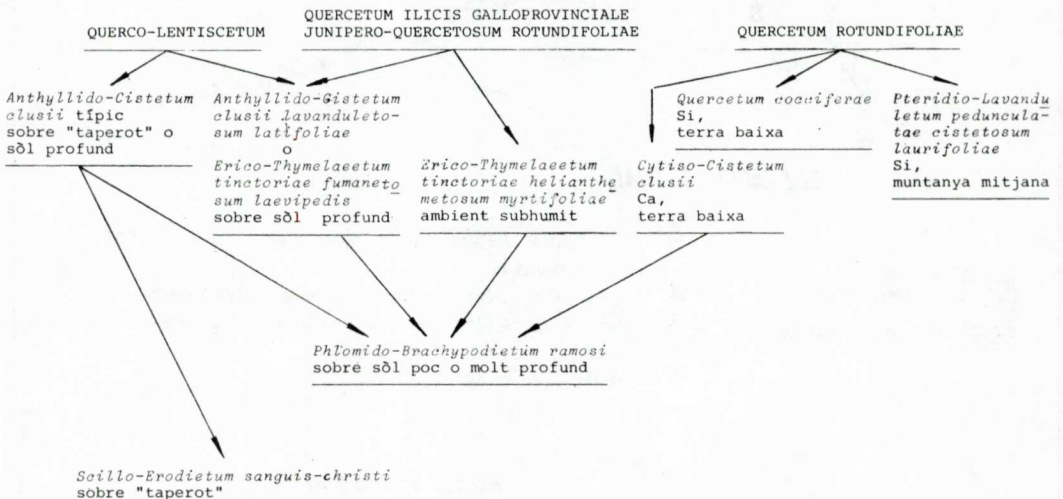 QUERCO-LENTISCETUM
QUERCETUM ILICIS GALLOPROVINCIALE
JUNIPERO-QUERCETOSUM ROTUNDIFOLIAE
QUERCETUM ROTUNDIFOLIAE
Anthyllido-Cistetum
clusii típic
sobre "taperot" o
sòl profund
Anthyllido-Gistetum
clusii lavanduleto-
sum latifoliae
o
Erico-Thymelaeetum
tinctoriae fumaneto
sum laevipedis
sobre sòl profund
Erico-Thymelaeetum
tinctoriae helianthe
metosum myrtifoliae
ambient subhumit
Cytiso-Cistetum
clusii
Ca,
terra baixa
Quercetum cocciferae
Si,
terra baixa
Pteridio-Lavandu
letum peduncula-
tae cistetosum
laurifoliae
Si,
muntanya mitjana
Phlomido-Brachypodietum ramosi
sobre sòl poc o molt profund
Scillo-Erodietum sanguis-christi
sobre "taperot"